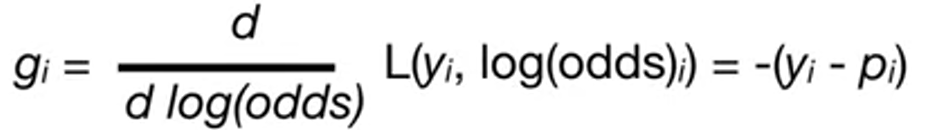 gi = d / d log(odds) L(yi, log(odds)i) = -(yi - pi)